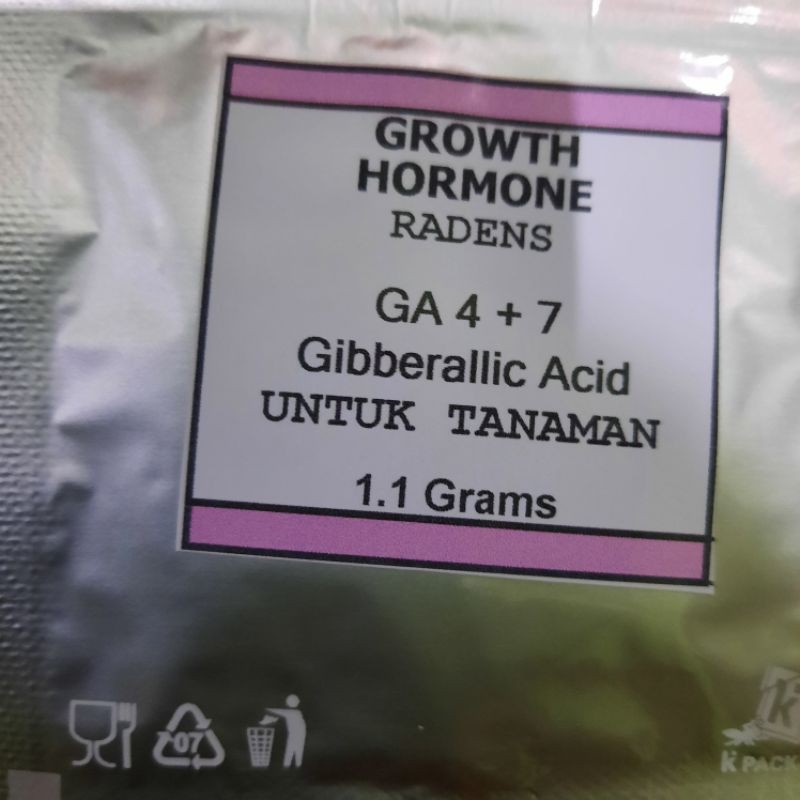 GROWTH
HORMONE
RADENS
GA 4 + 7
Gibberallic Acid
UNTUK TANAMAN
1.1 Grams
07
k
K PACK